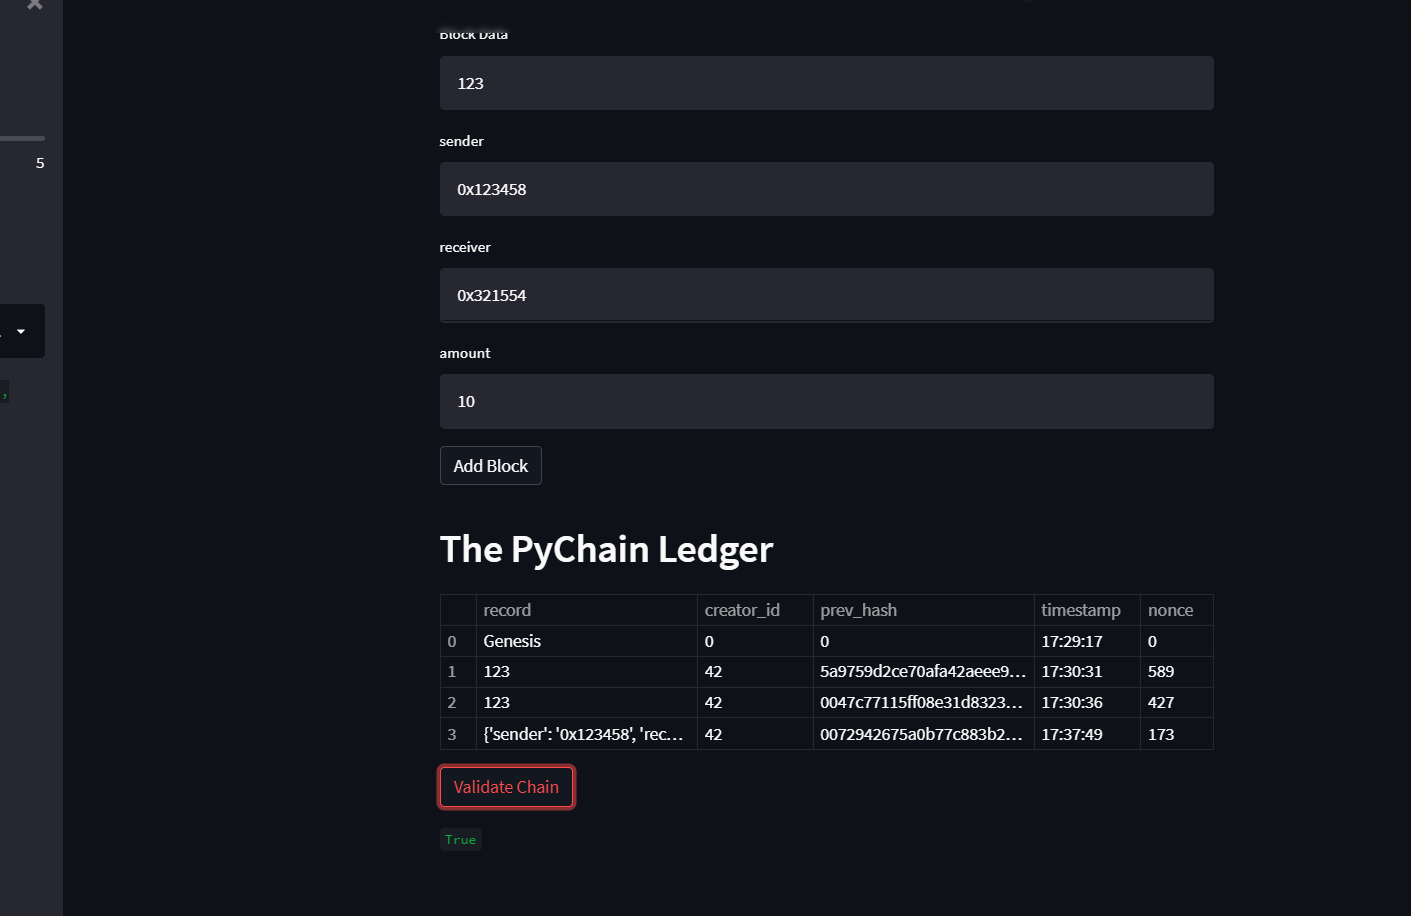 Block Data
123
sender
0x123458
5
receiver
0x321554
amount
,
10
Add Block
The PyChain Ledger
record creator_id prev_hash timestamp nonce
0 Genesis 0 0 17:29:17 0
1 123 42 5a9759d2ce70afa42aeee9... 17:30:31 589
2 123 42 0047c77115ff08e31d8323... 17:30:36 427
3 {'sender': '0x123458', 'rec... 42 0072942675a0b77c883b2... 17:37:49 173
Validate Chain
True